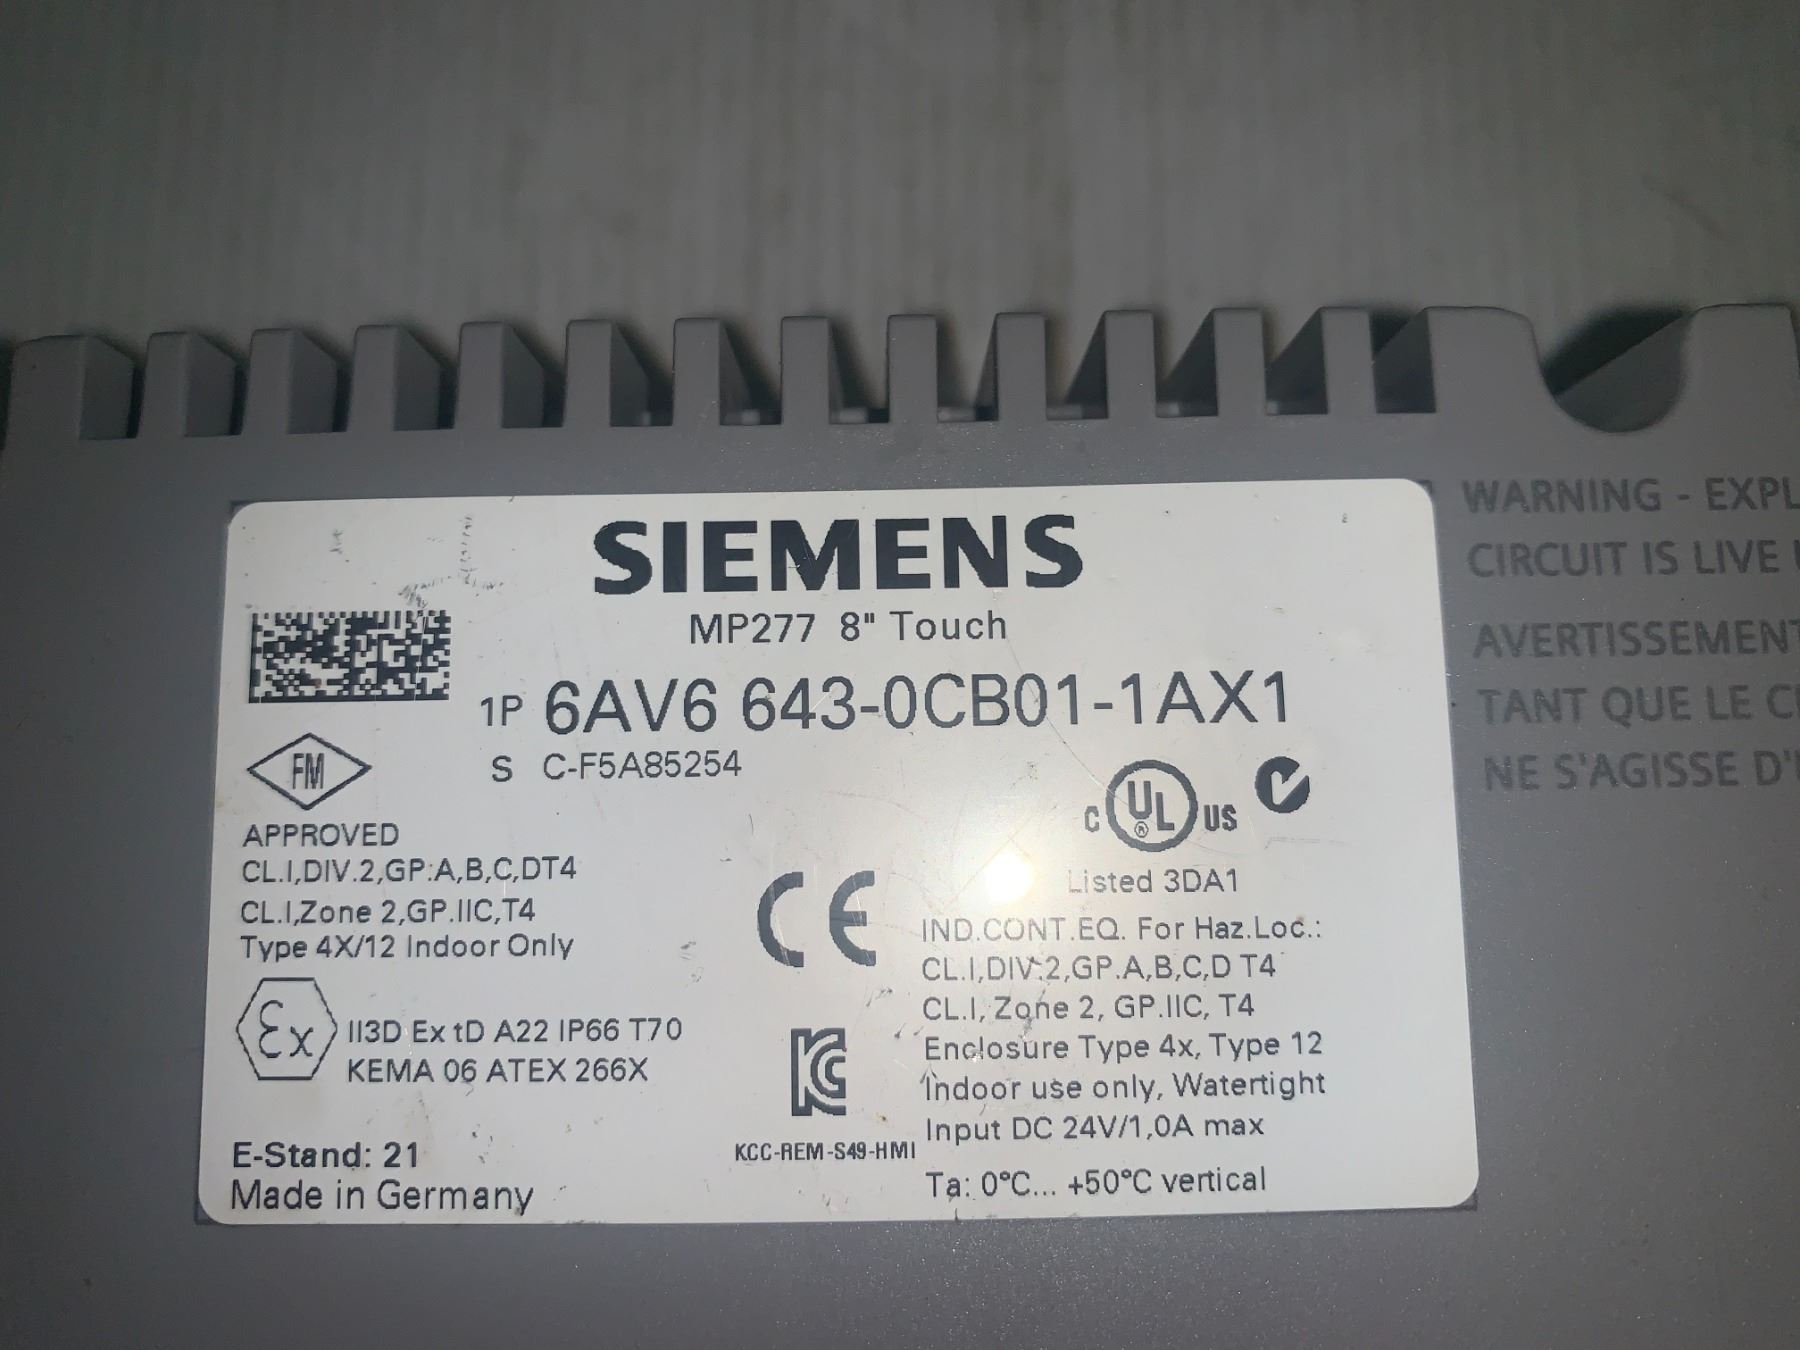 SIEMENS
MP277 8" Touch
1P 6AV6 643-0CB01-1AX1
S C-F5A85254
FM
APPROVED
CL.I,DIV.2,GP:A,B,C,DT4
CL.I,Zone 2,GP.IIC,T4
Type 4X/12 Indoor Only
Ex II3D Ex tD A22 IP66 T70
KEMA 06 ATEX 266X
E-Stand: 21
Made in Germany
CE
KCC-REM-S49-HMI
C UL US
®
Listed 3DA1
IND.CONT.EQ. For Haz.Loc.:
CL.I,DIV.2,GP.A,B,C,D T4
CL.I, Zone 2, GP.IIC, T4
Enclosure Type 4x, Type 12
Indoor use only, Watertight
Input DC 24V/1,0A max
Ta: 0°C... +50°C vertical
WARNING - EXPL
CIRCUIT IS LIVE
AVERTISSEMENT
TANT QUE LE CI
NE S'AGISSE D'